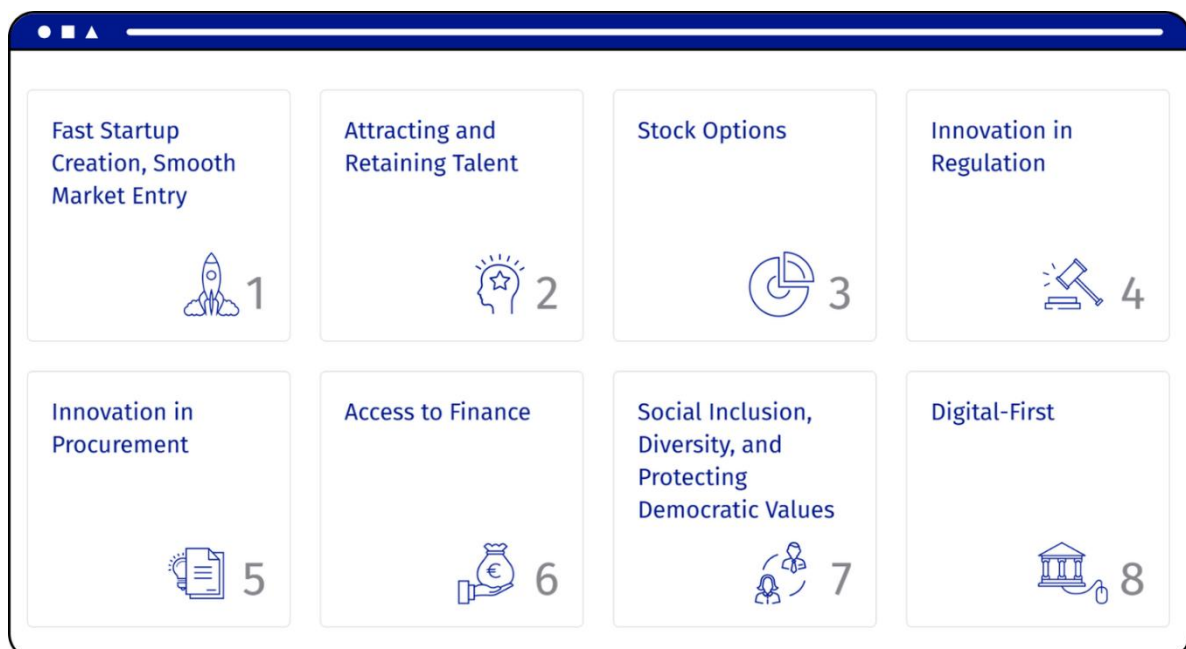 Fast Startup
Creation, Smooth
Market Entry
1
Attracting and
Retaining Talent
2
Stock Options
3
Innovation in
Regulation
4
Innovation in
Procurement
5
Access to Finance
€
6
Social Inclusion,
Diversity, and
Protecting
Democratic Values
7
Digital-First
8